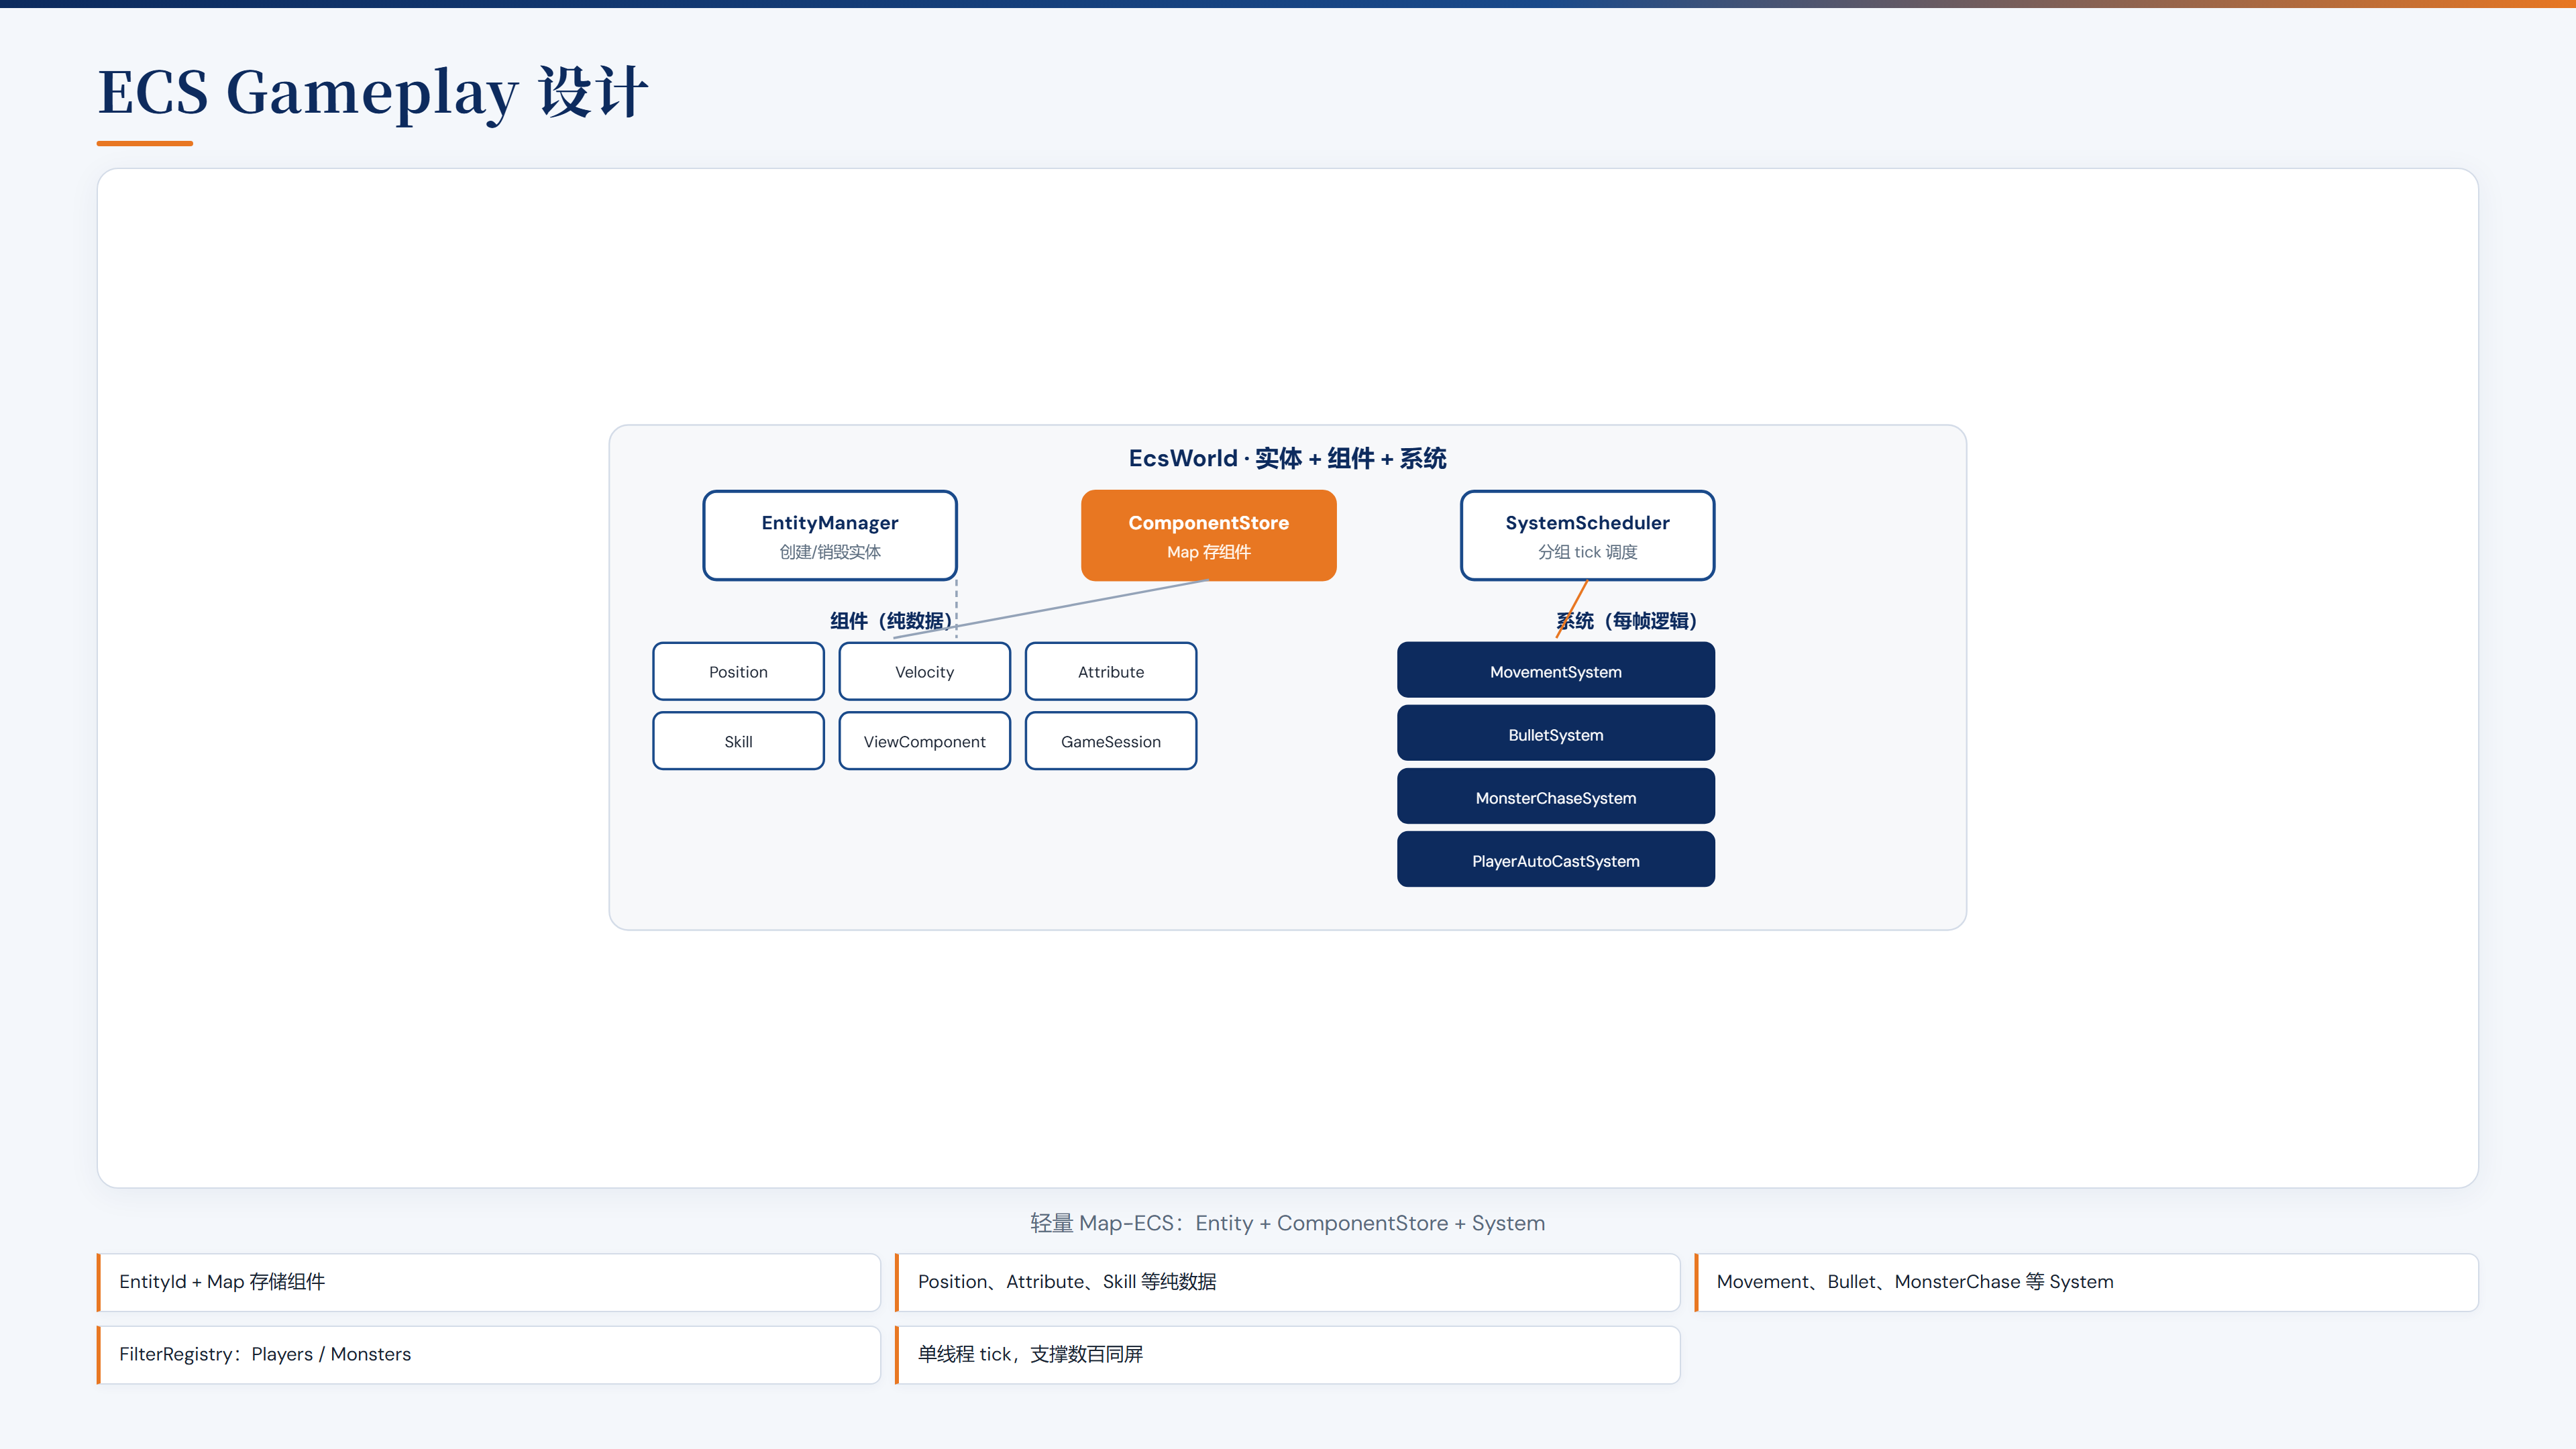 ECS Gameplay 设计
EcsWorld · 实体 + 组件 + 系统
EntityManager
创建/销毁实体
ComponentStore
Map 存组件
SystemScheduler
分组 tick 调度
组件（纯数据）
系统（每帧逻辑）
Position
Velocity
Attribute
Skill
ViewComponent
GameSession
MovementSystem
BulletSystem
MonsterChaseSystem
PlayerAutoCastSystem
轻量 Map-ECS：Entity + ComponentStore + System
EntityId + Map 存储组件
Position、Attribute、Skill 等纯数据
Movement、Bullet、MonsterChase 等 System
FilterRegistry：Players / Monsters
单线程 tick，支撑数百同屏